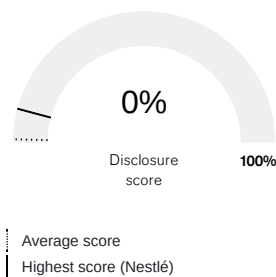 0%
Disclosure
score
100%
Average score
Highest score (Nestlé)